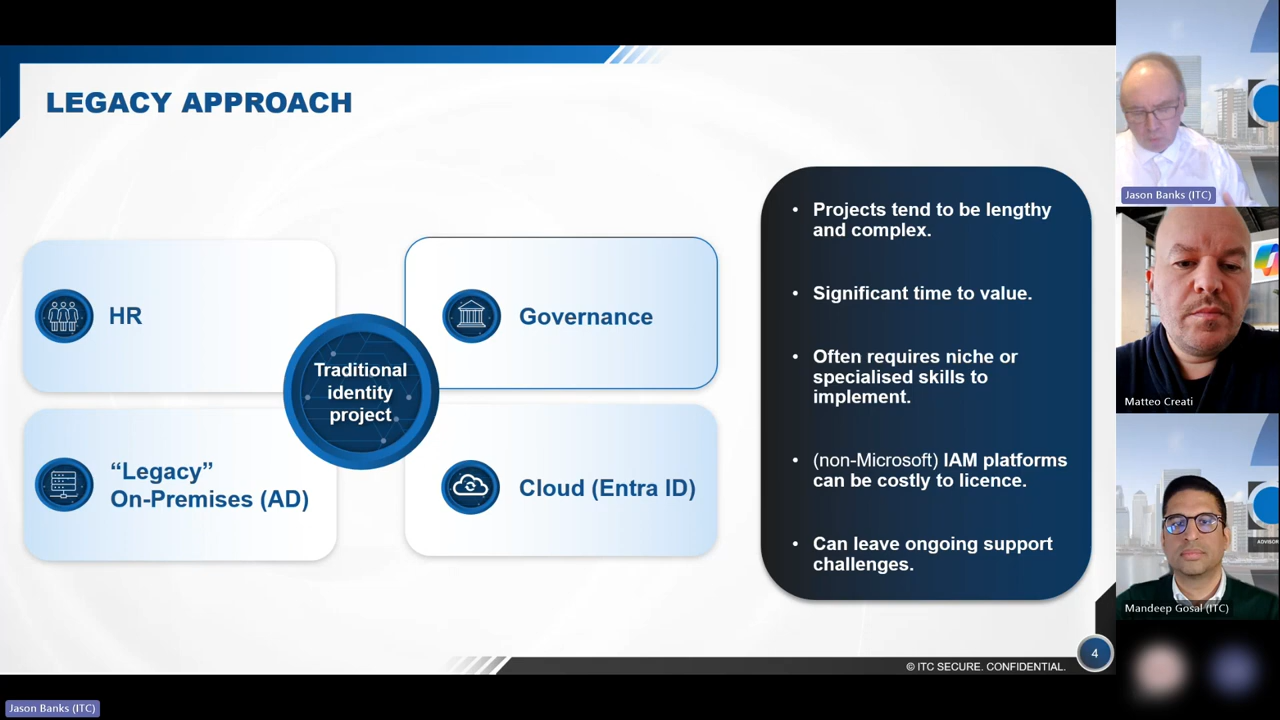 LEGACY APPROACH
HR
Governance
Traditional
identity
project
“Legacy”
On-Premises (AD)
Cloud (Entra ID)
• Projects tend to be lengthy
and complex.
• Significant time to value.
• Often requires niche or
specialised skills to
implement.
• (non-Microsoft) IAM platforms
can be costly to licence.
• Can leave ongoing support
challenges.
© ITC SECURE. CONFIDENTIAL.
4
Jason Banks (ITC)
Matteo Creati
ADVISOR
Mandeep Gosal (ITC)
Jason Banks (ITC)